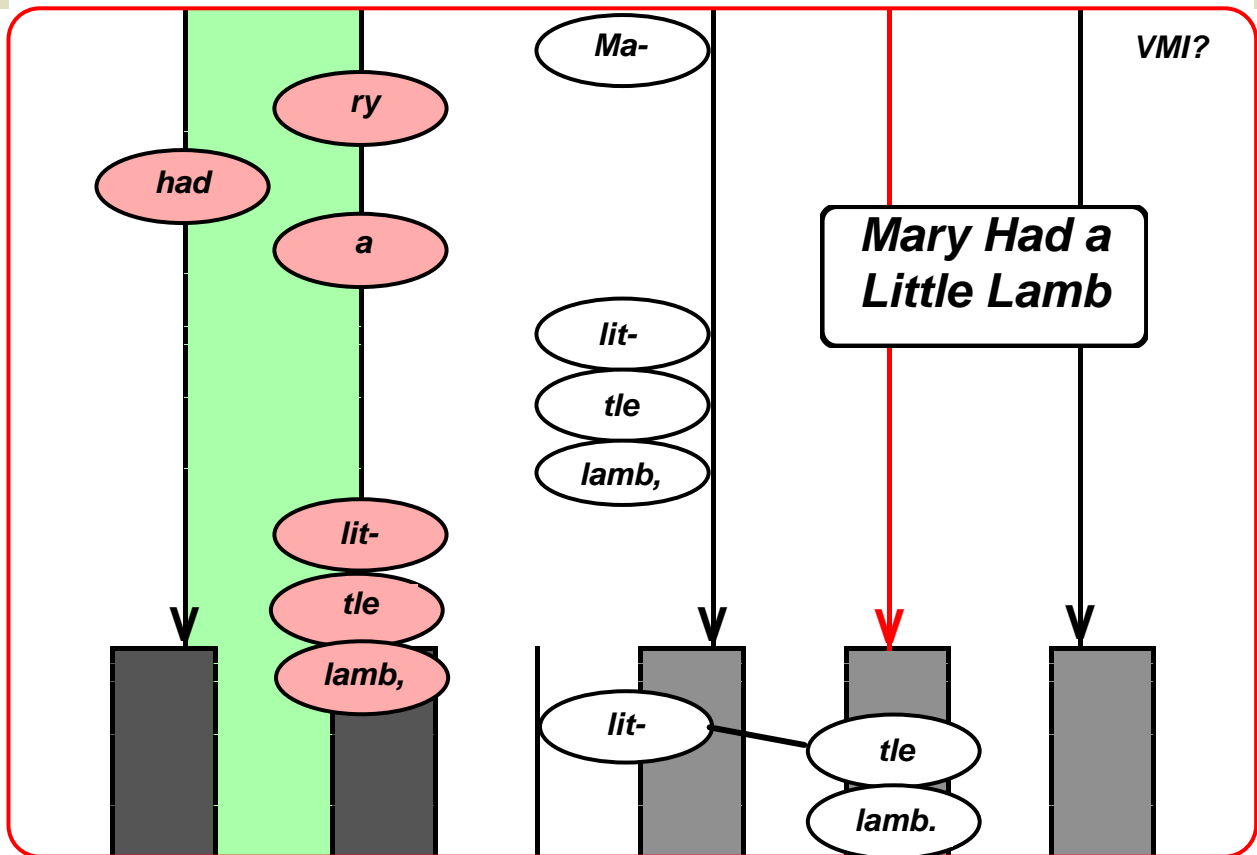 Ma-
VMI?
ry
had
a
Mary Had a
Little Lamb
lit-
tle
lamb,
lit-
tle
lamb,
lit-
tle
lamb.